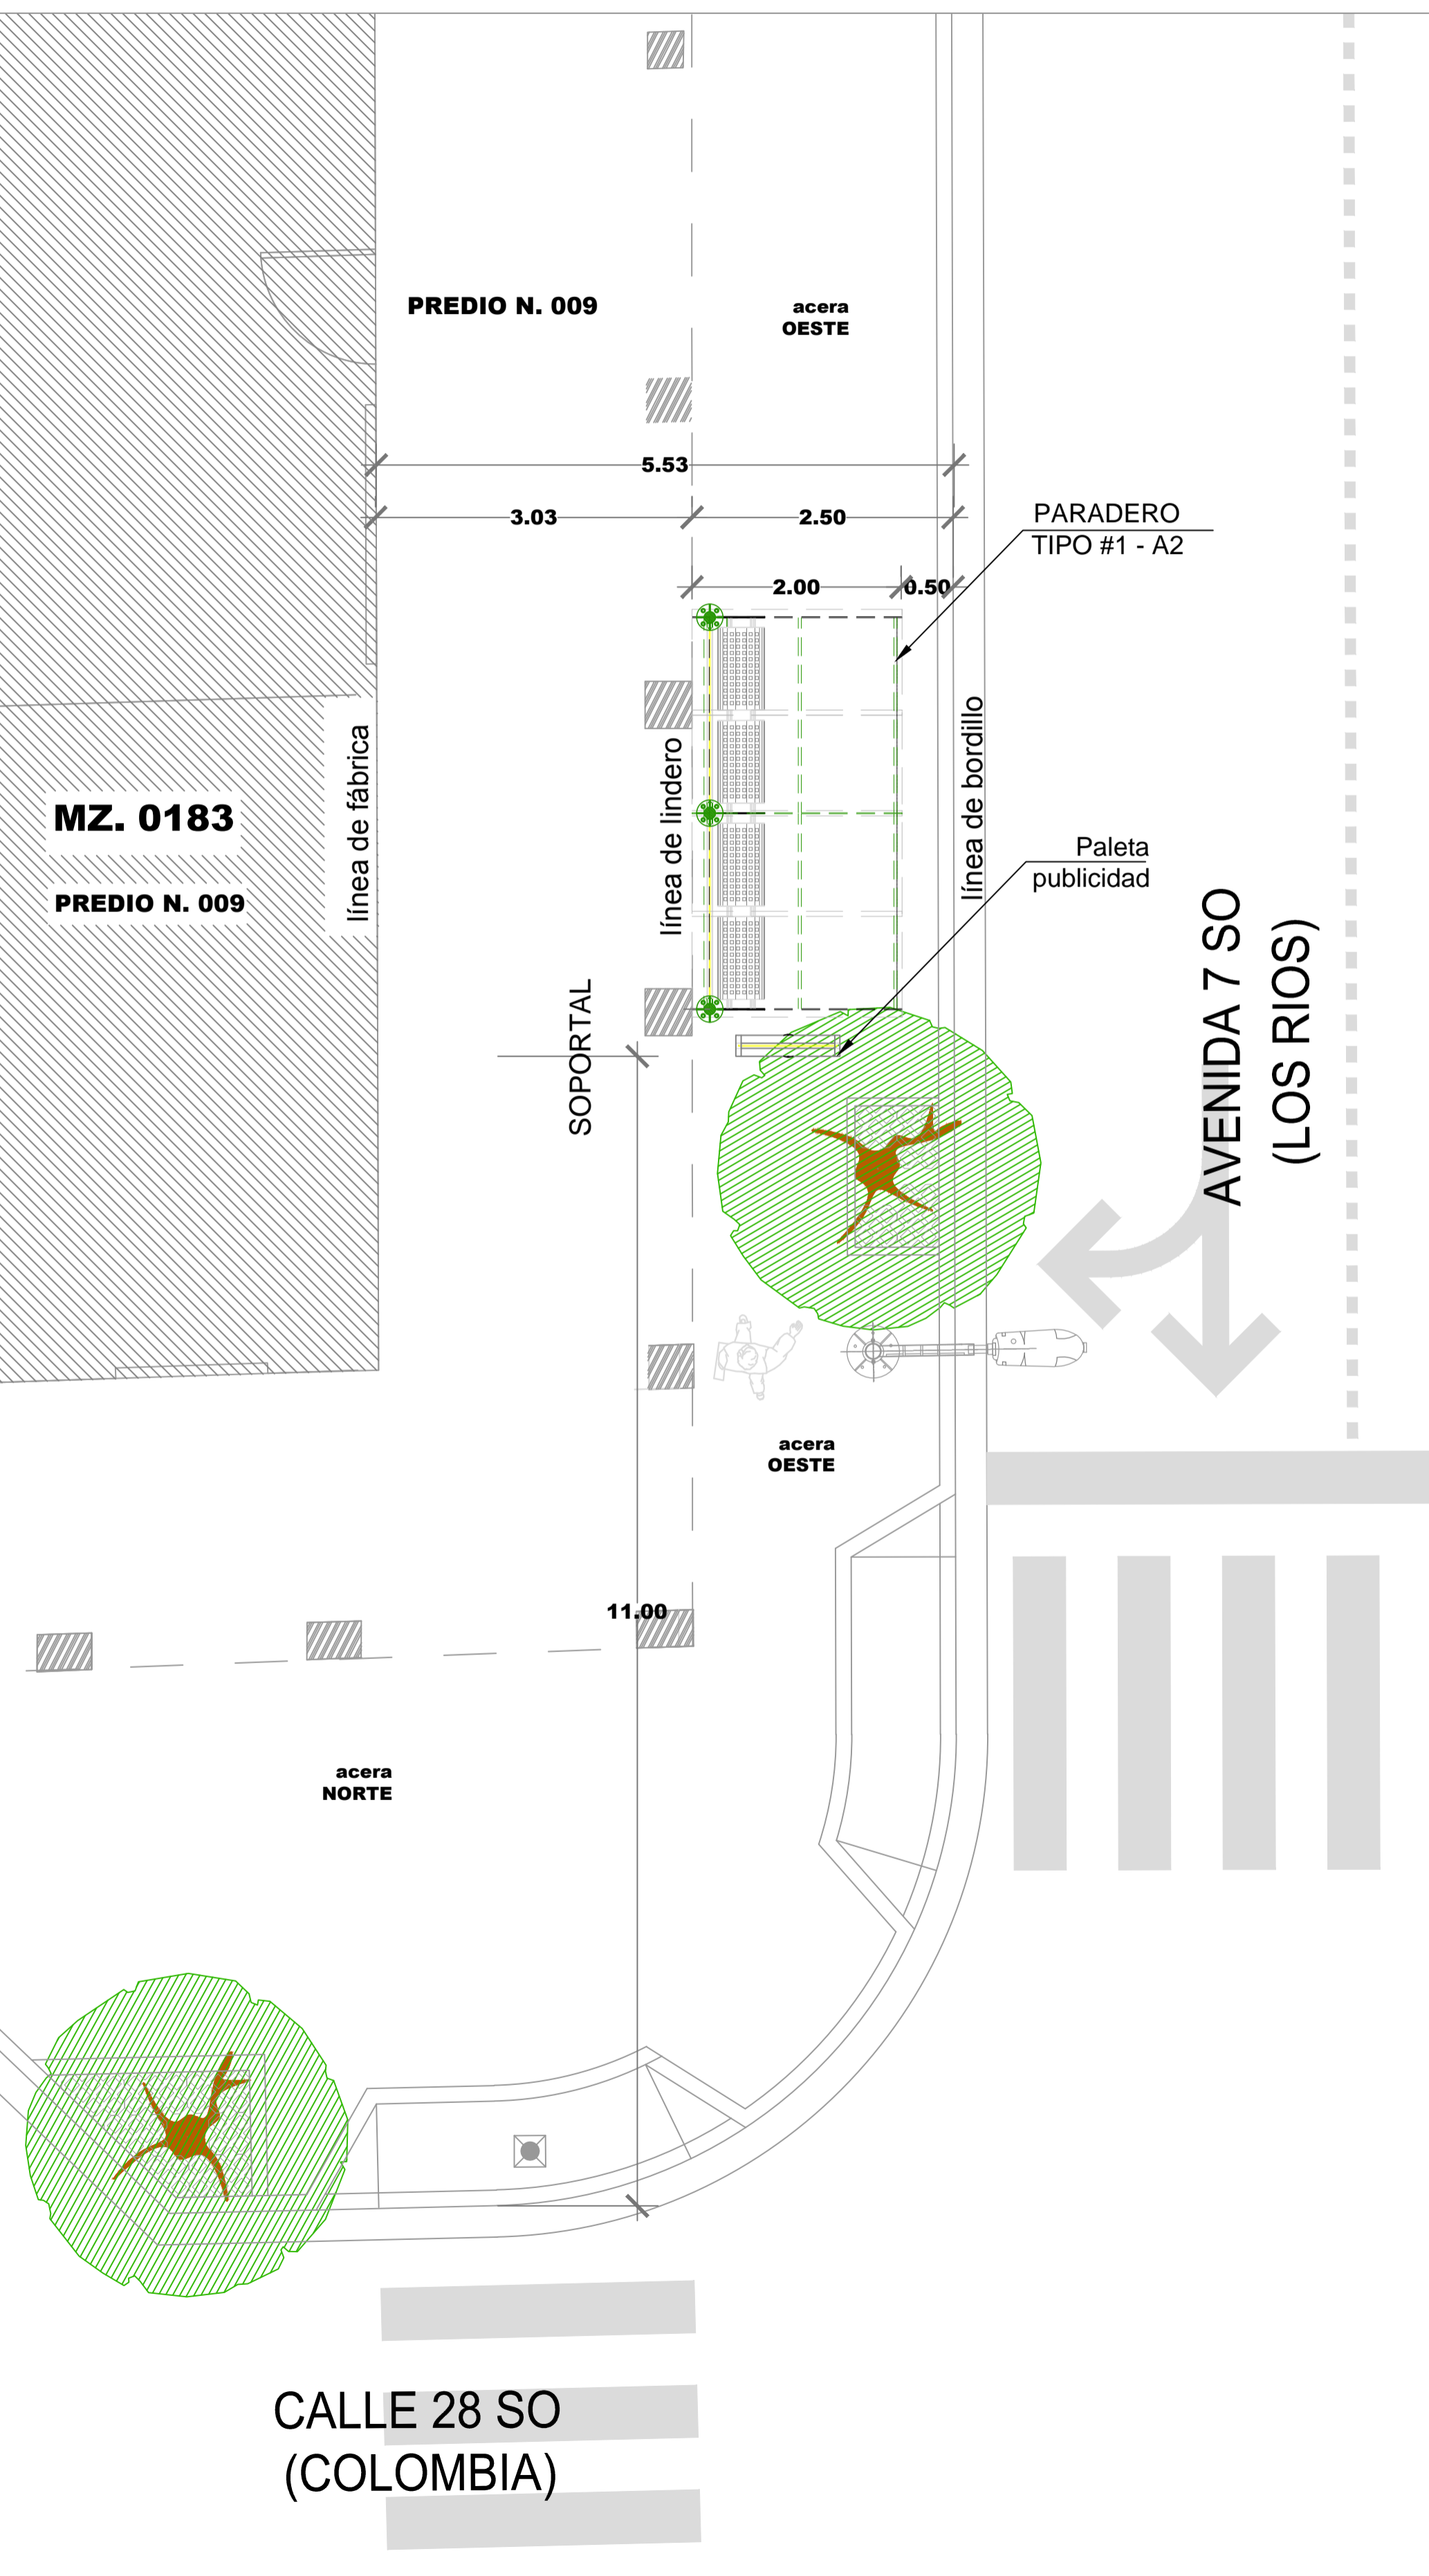 PREDIO N. 009
acera
OESTE
5.53
3.03
2.50
PARADERO
TIPO #1 - A2
2.00
0.50
línea de fábrica
línea de lindero
línea de bordillo
MZ. 0183
PREDIO N. 009
Paleta
publicidad
SOPORTAL
AVENIDA 7 SO
(LOS RIOS)
acera
OESTE
11.00
acera
NORTE
CALLE 28 SO
(COLOMBIA)